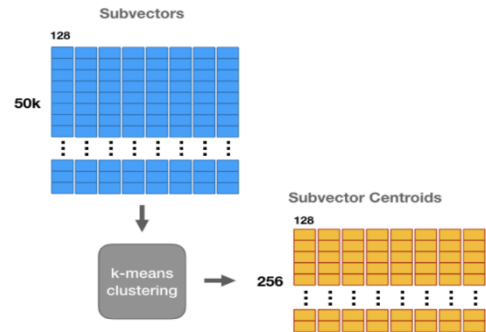 Subvectors
128
50k
k-means
clustering
Subvector Centroids
128
256